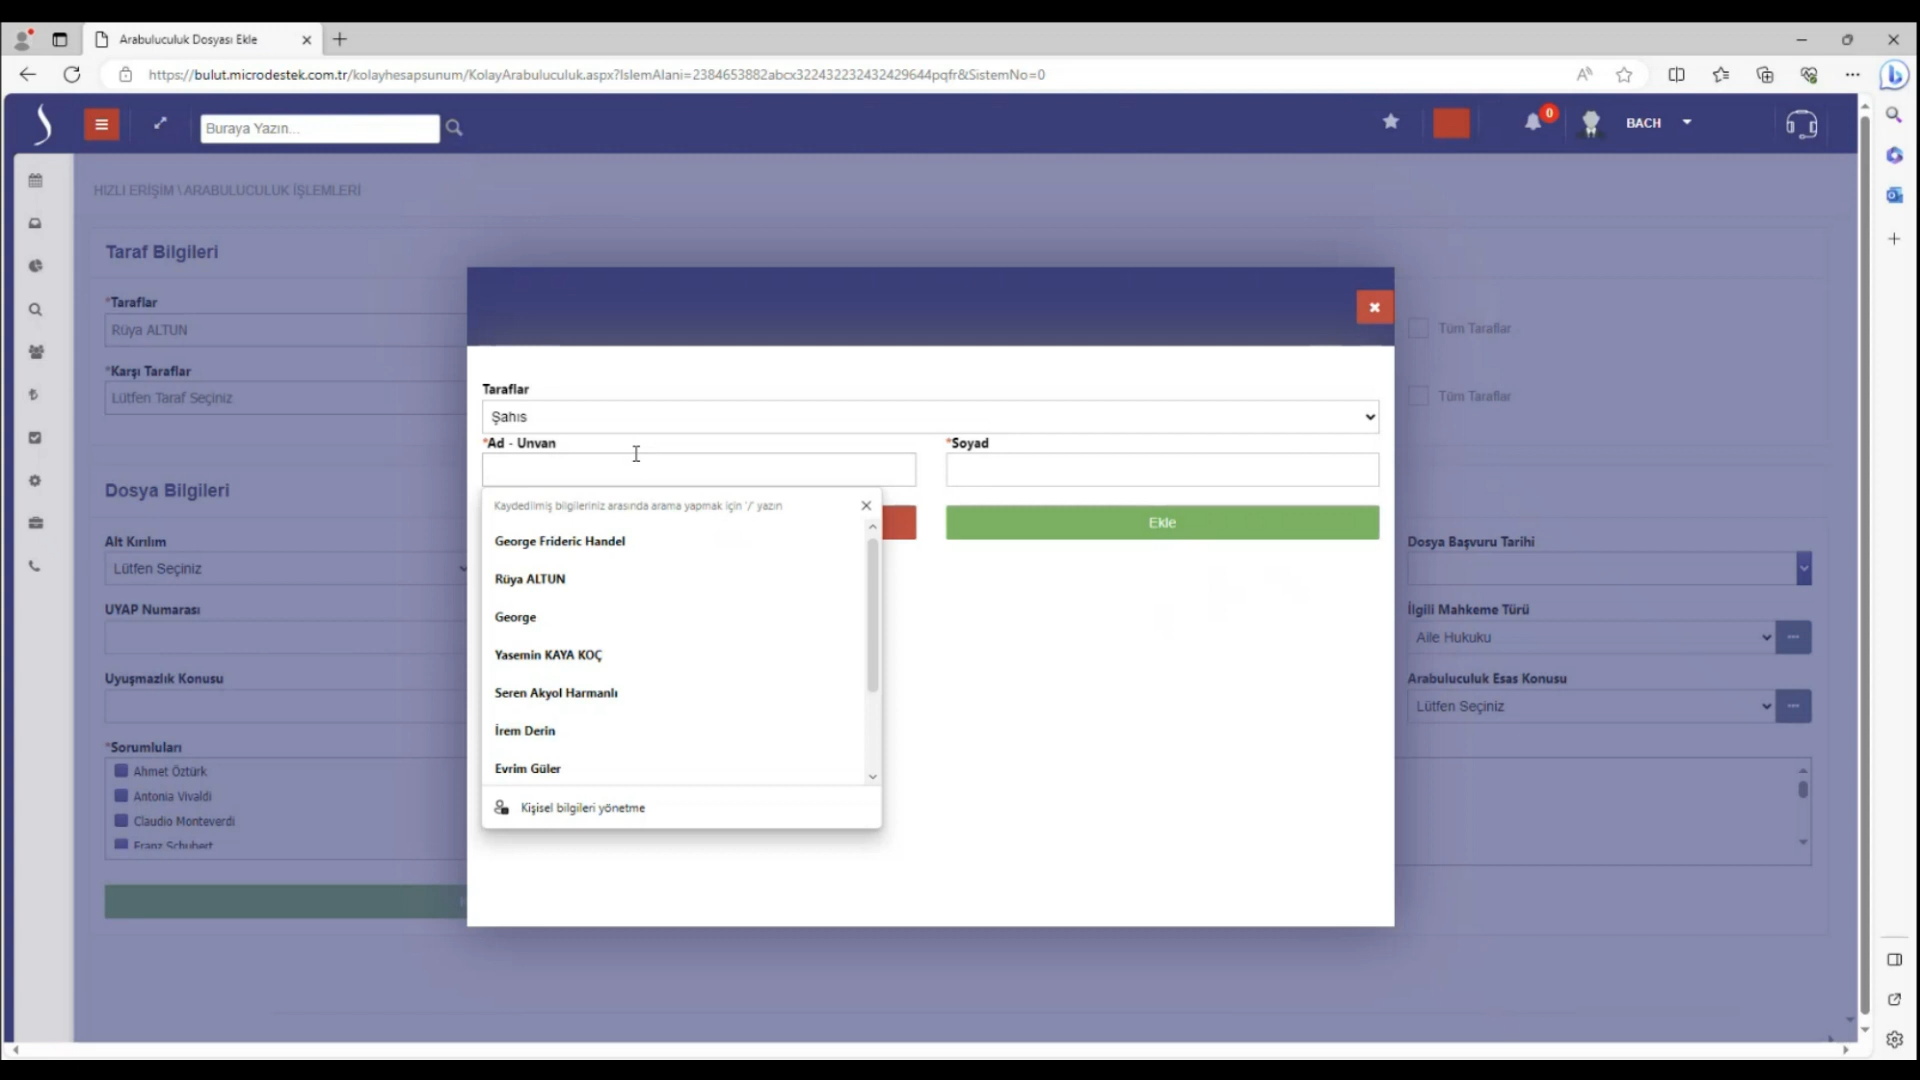 Arabuluculuk Dosyası Ekle
https://bulut.microdestek.com.tr/kolayhesapsunum/KolayArabuluculuk.aspx?IslemAlani=2384653882abcx322432232432429644pqfr&SistemNo=0
Buraya Yazın...
0
BACH
HIZLI ERİŞİM \ ARABULUCULUK İŞLEMLERİ
Taraf Bilgileri
*Taraflar
Rüya ALTUN
Tüm Taraflar
*Karşı Taraflar
Lütfen Taraf Seçiniz
Tüm Taraflar
Taraflar
Şahıs
*Ad - Unvan
*Soyad
Kaydedilmiş bilgileriniz arasında arama yapmak için '/' yazın
George Frideric Handel
Rüya ALTUN
George
Yasemin KAYA KOÇ
Seren Akyol Harmanlı
İrem Derin
Evrim Güler
Kişisel bilgileri yönetme
Ekle
Dosya Bilgileri
Alt Kırılım
Lütfen Seçiniz
Dosya Başvuru Tarihi
UYAP Numarası
İlgili Mahkeme Türü
Aile Hukuku
Uyuşmazlık Konusu
Arabuluculuk Esas Konusu
Lütfen Seçiniz
*Sorumluları
Ahmet Öztürk
Antonia Vivaldi
Claudio Monteverdi
Franz Schubert